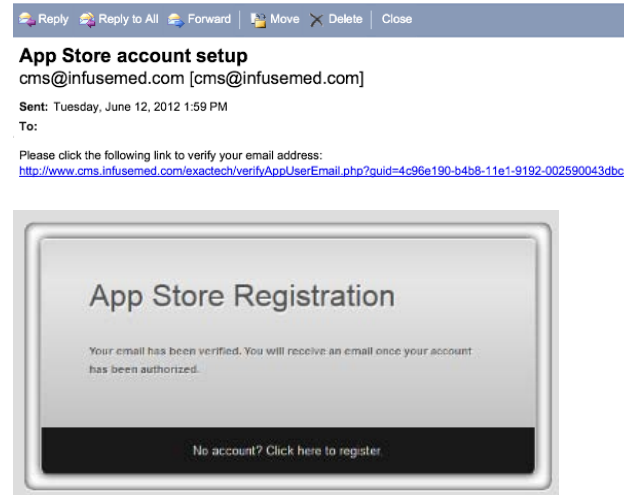 Reply Reply to All Forward Move Delete Close
App Store account setup
cms@infusemed.com [cms@infusemed.com]
Sent: Tuesday, June 12, 2012 1:59 PM
To:
Please click the following link to verify your email address:
http://www.cms.infusemed.com/exactech/verifyAppUserEmail.php?guid=4c96e190-b4b8-11e1-9192-002590043dbc
App Store Registration
Your email has been verified. You will receive an email once your account
has been authorized.
No account? Click here to register.